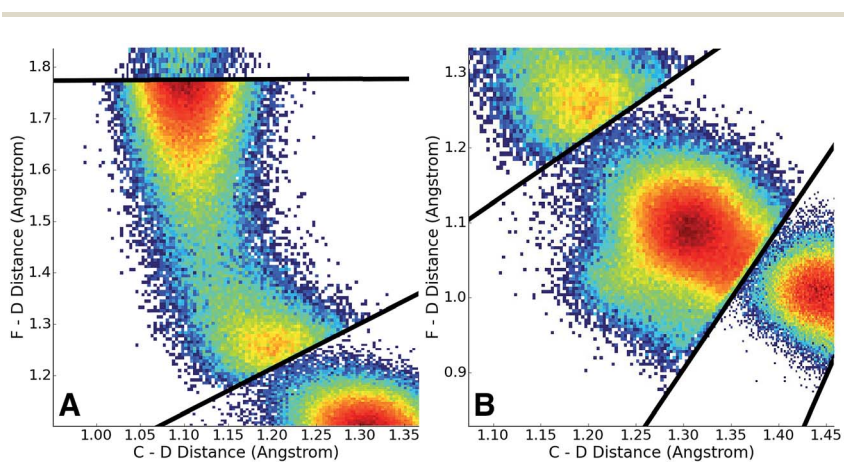 1.8
1.7
1.6
1.5
1.4
1.3
1.2
F - D Distance (Angstrom)
A
1.00 1.05 1.10 1.15 1.20 1.25 1.30 1.35
C - D Distance (Angstrom)
1.3
1.2
1.1
1.0
0.9
F - D Distance (Angstrom)
B
1.10 1.15 1.20 1.25 1.30 1.35 1.40 1.45
C - D Distance (Angstrom)